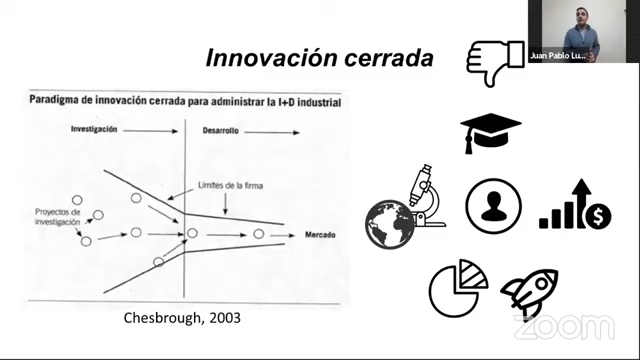 Innovación cerrada
Juan Pablo Lu...
Paradigma de innovación cerrada para administrar la I+D industrial
Investigación
Desarrollo
Límites de la firma
Proyectos de
investigación
Mercado
$
Chesbrough, 2003
zoom